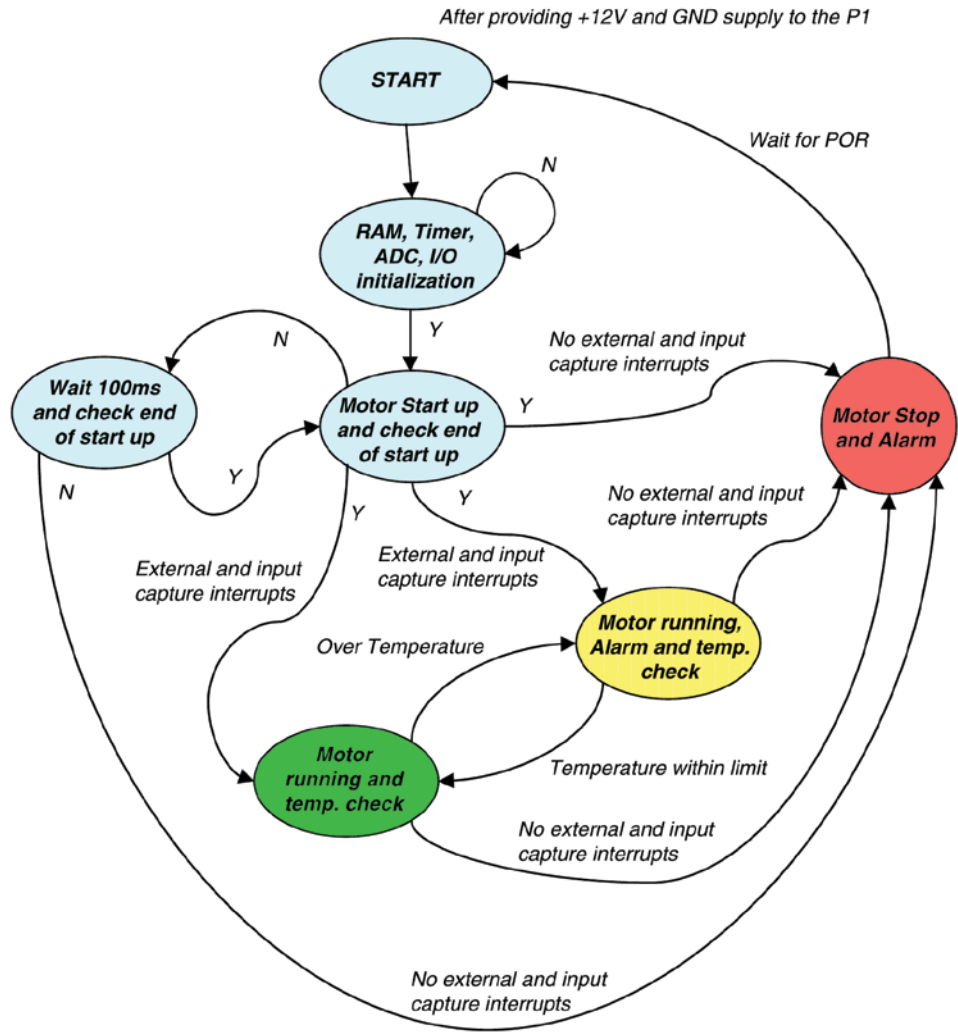 After providing +12V and GND supply to the P1
START
Wait for POR
N
RAM, Timer,
ADC, I/O
initialization
Y
N
No external and input
capture interrupts
Wait 100ms
and check end
of start up
Motor Start up
and check end
of start up
Y
Motor Stop
and Alarm
Y
N
Y
Y
No external and input
capture interrupts
External and input
capture interrupts
External and input
capture interrupts
Motor running,
Alarm and temp.
check
Over Temperature
Motor
running and
temp. check
Temperature within limit
No external and input
capture interrupts
No external and input
capture interrupts